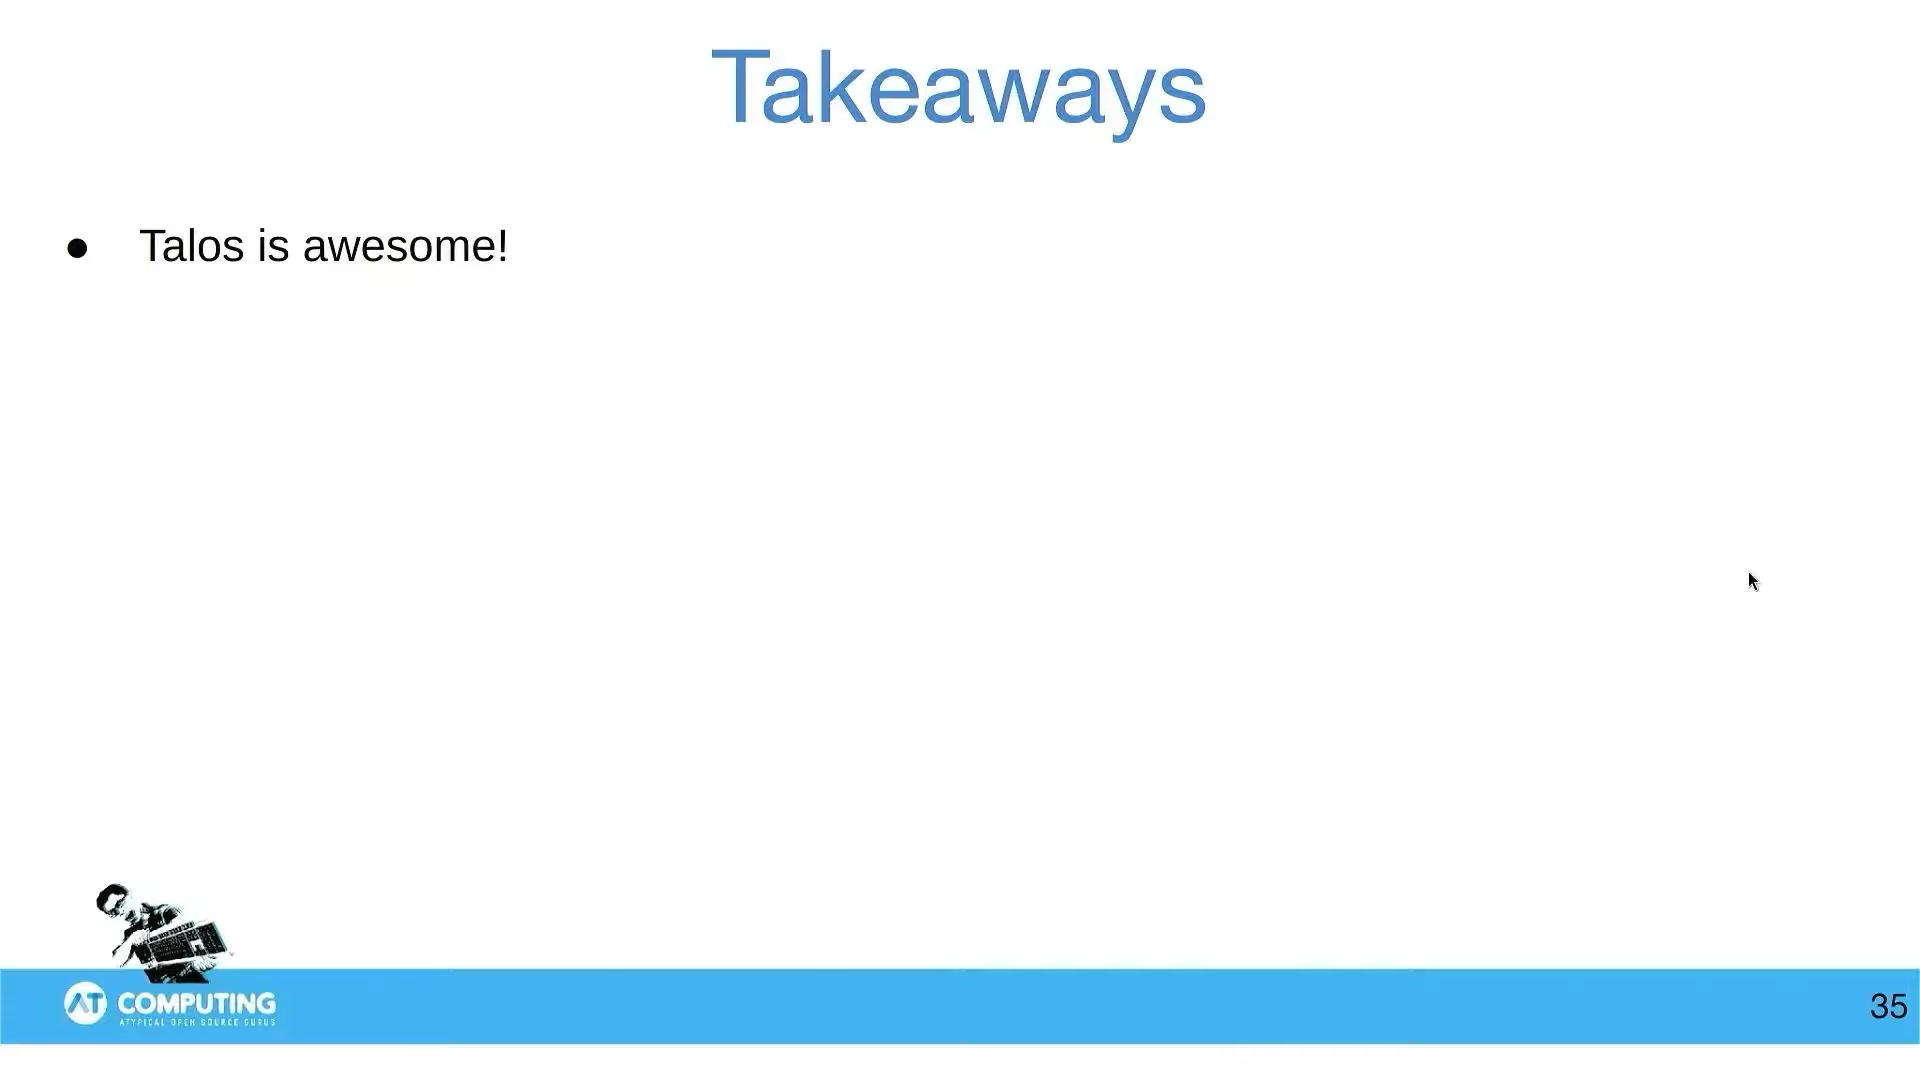 Takeaways
● Talos is awesome!
AT COMPUTING
ATYPICAL OPEN SOURCE GURUS
35